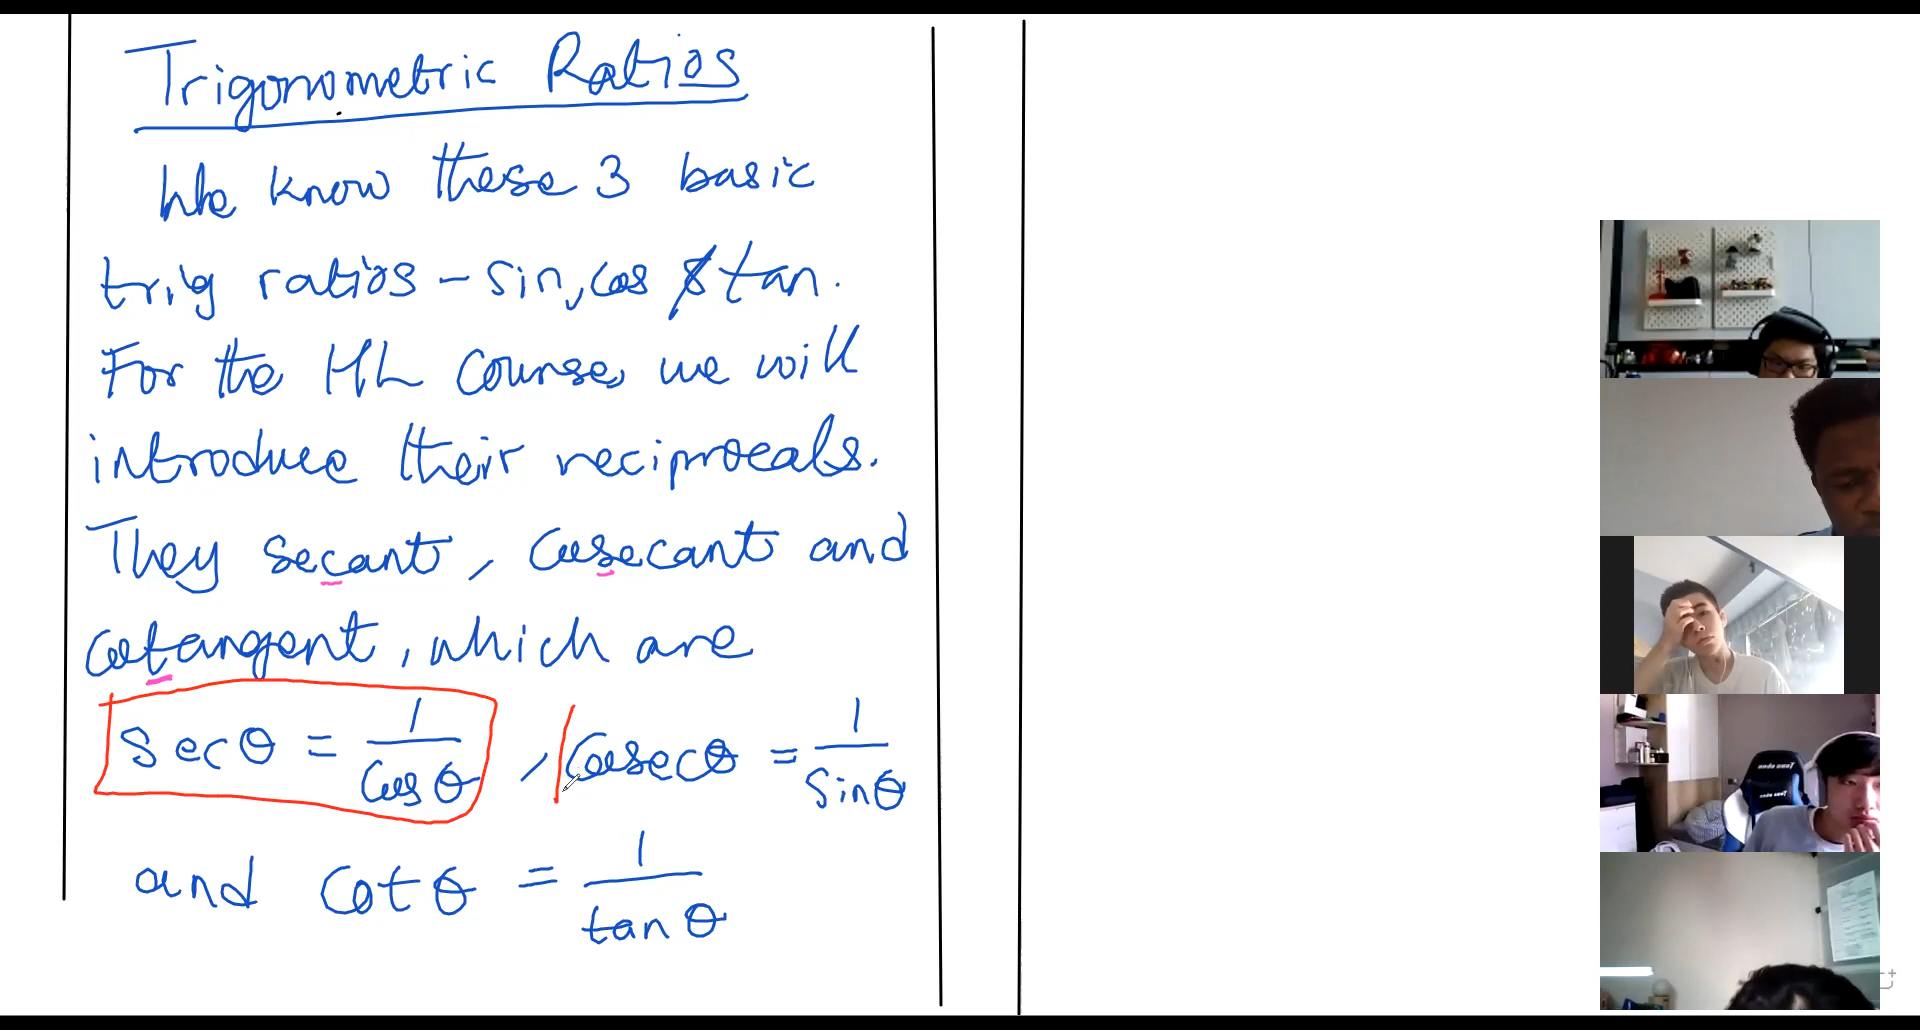 Trigonometric Ratios
We know these 3 basic
trig ratios - sin, cos & tan.
For the HL course, we will
introduce their reciprocals.
They secant, cosecant and
cotangent, which are
secθ = 1/cosθ , cosecθ = 1/sinθ
and cotθ = 1/tanθ